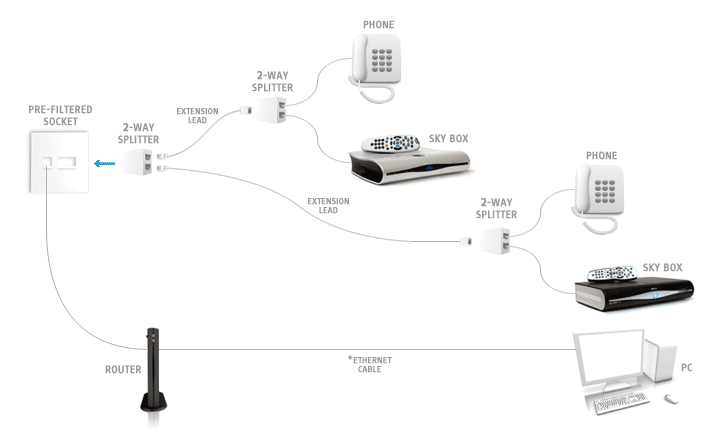 PHONE
2-WAY
SPLITTER
PRE-FILTERED
SOCKET
EXTENSION
LEAD
2-WAY
SPLITTER
SKY BOX
PHONE
EXTENSION
LEAD
2-WAY
SPLITTER
SKY BOX
ROUTER
*ETHERNET
CABLE
PC